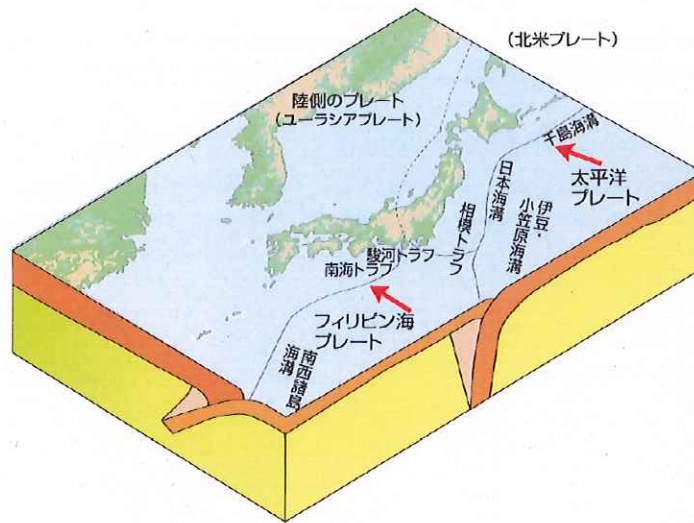 (北米プレート)
陸側のプレート
(ユーラシアプレート)
千島海溝
太平洋
プレート
日本海溝
伊豆・
小笠原海溝
相模トラフ
駿河トラフ
南海トラフ
フィリピン海
プレート
南西諸島
海溝